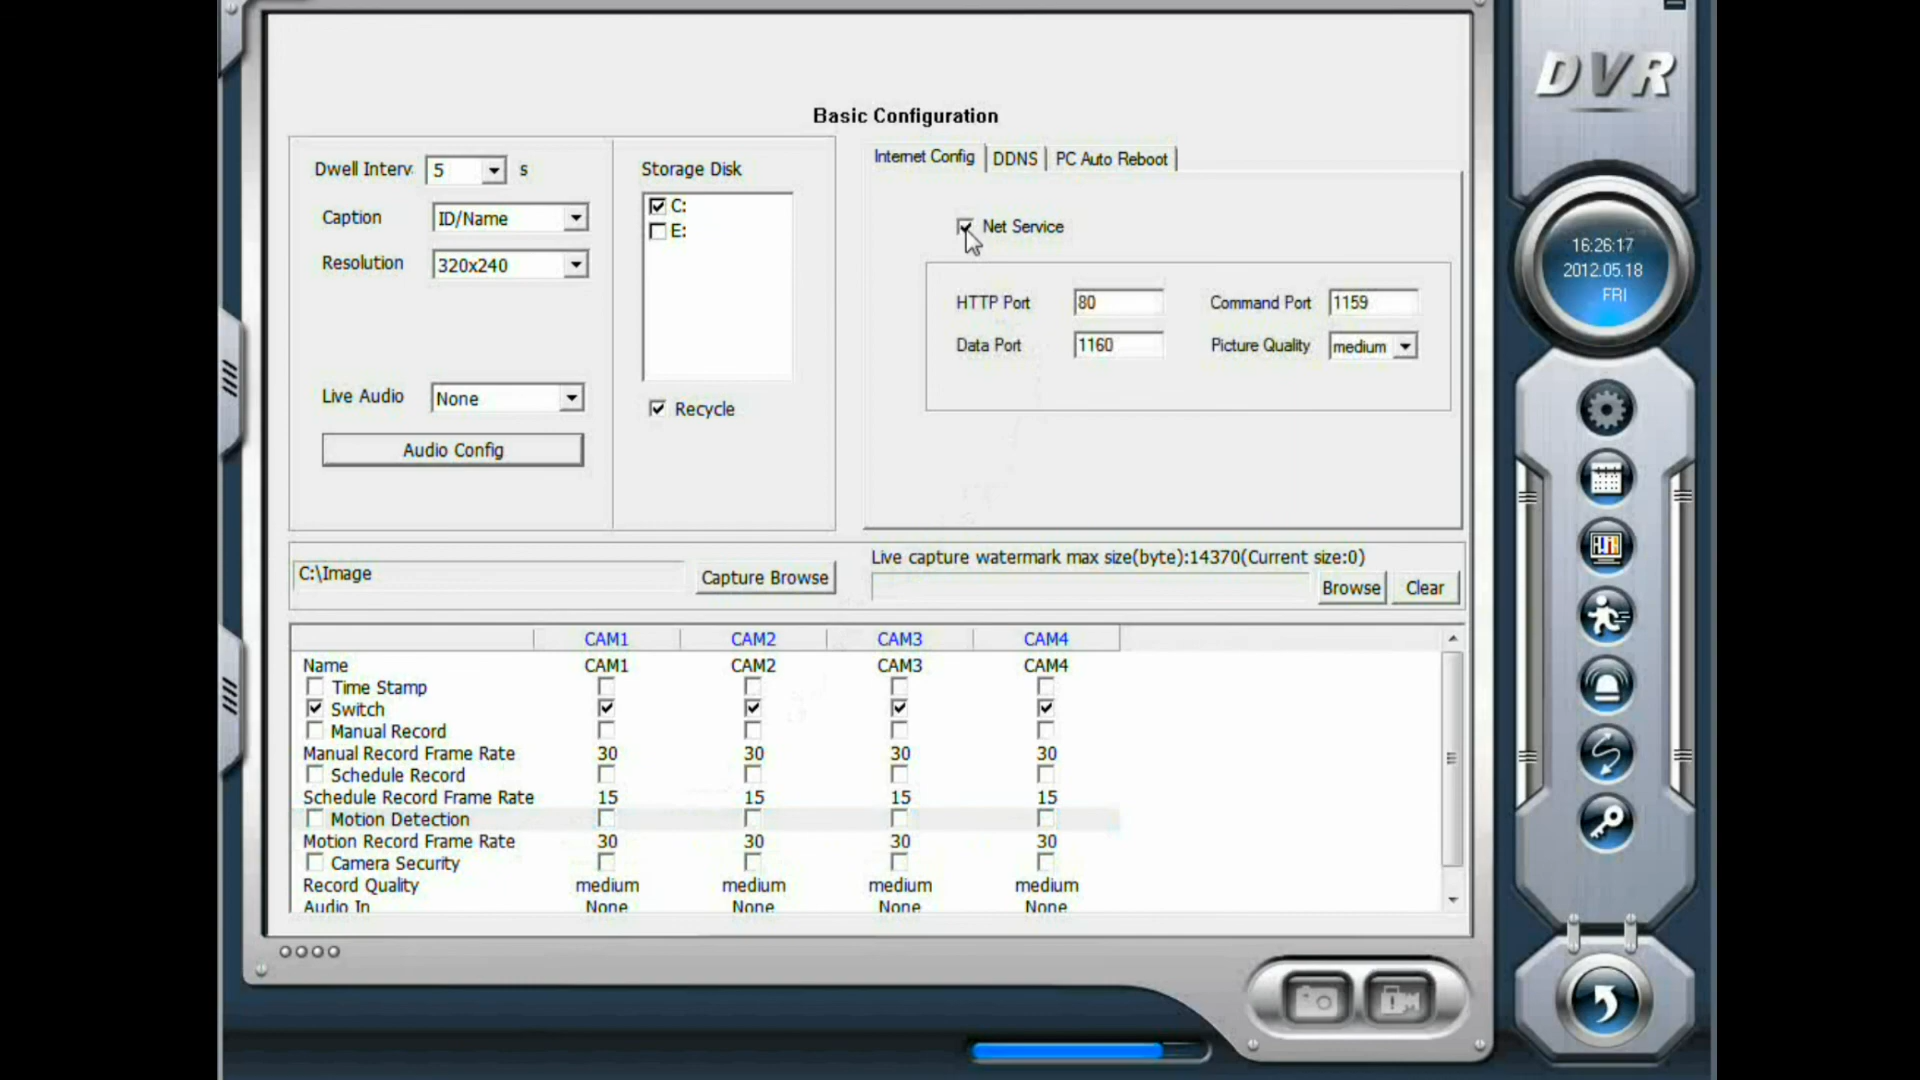 DVR
Basic Configuration
Dwell Interv 5 s
Caption ID/Name
Resolution 320x240
Live Audio None
Audio Config
Storage Disk
C:
E:
Recycle
Internet Config DDNS PC Auto Reboot
Net Service
HTTP Port 80 Command Port 1159
Data Port 1160 Picture Quality medium
16:26:17
2012.05.18
FRI
C:\Image Capture Browse
Live capture watermark max size(byte):14370(Current size:0)
Browse Clear
CAM1 CAM2 CAM3 CAM4
Name CAM1 CAM2 CAM3 CAM4
Time Stamp
Switch
Manual Record
Manual Record Frame Rate 30 30 30 30
Schedule Record
Schedule Record Frame Rate 15 15 15 15
Motion Detection
Motion Record Frame Rate 30 30 30 30
Camera Security
Record Quality medium medium medium medium
Audio In None None None None